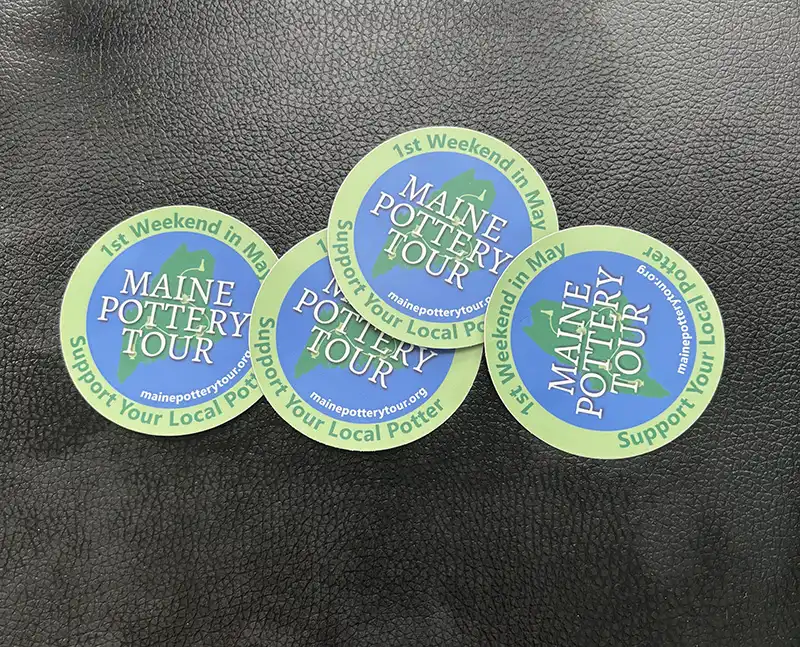 1st Weekend in May
MAINE
POTTERY
TOUR
mainepotterytour.org
Support Your Local Pott
1
M
POTTERY
TOUR
mainepotterytour.org
Support Your Local Potter
1st Weekend in May
MAINE
POTTERY
TOUR
mainepotterytour.o
Support Your Local Po
1st Weekend in May
MAINE
POTTERY
TOUR
mainepotterytour.org
Support Your Local Potter